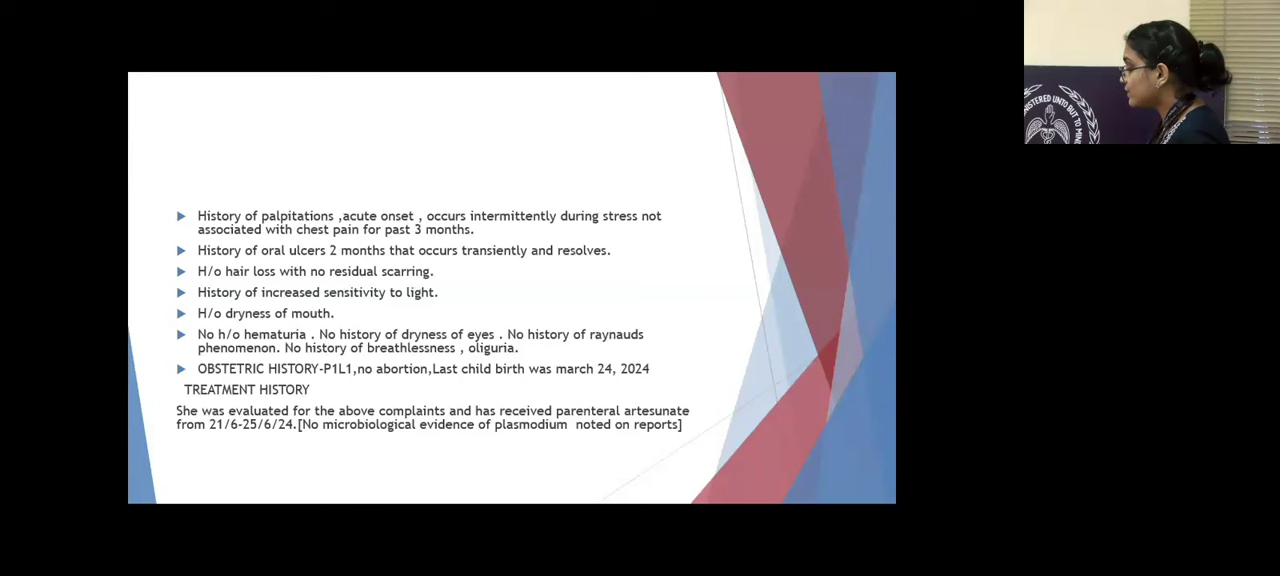 History of palpitations ,acute onset , occurs intermittently during stress not
associated with chest pain for past 3 months.
History of oral ulcers 2 months that occurs transiently and resolves.
H/o hair loss with no residual scarring.
History of increased sensitivity to light.
H/o dryness of mouth.
No h/o hematuria . No history of dryness of eyes . No history of raynauds
phenomenon. No history of breathlessness , oliguria.
OBSTETRIC HISTORY-P1L1,no abortion,Last child birth was march 24, 2024
TREATMENT HISTORY
She was evaluated for the above complaints and has received parenteral artesunate
from 21/6-25/6/24.[No microbiological evidence of plasmodium noted on reports]
NISTERED UNTO BUT TO MINI